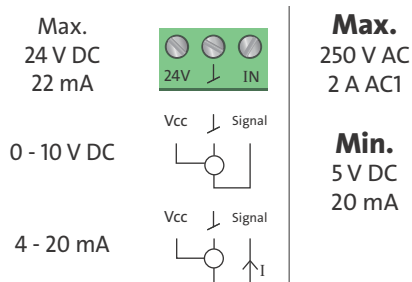 Max.
24 V DC
22 mA
24V IN
Vcc Signal
0 - 10 V DC
Vcc Signal
4 - 20 mA
I
Max.
250 V AC
2 A AC1
Min.
5 V DC
20 mA